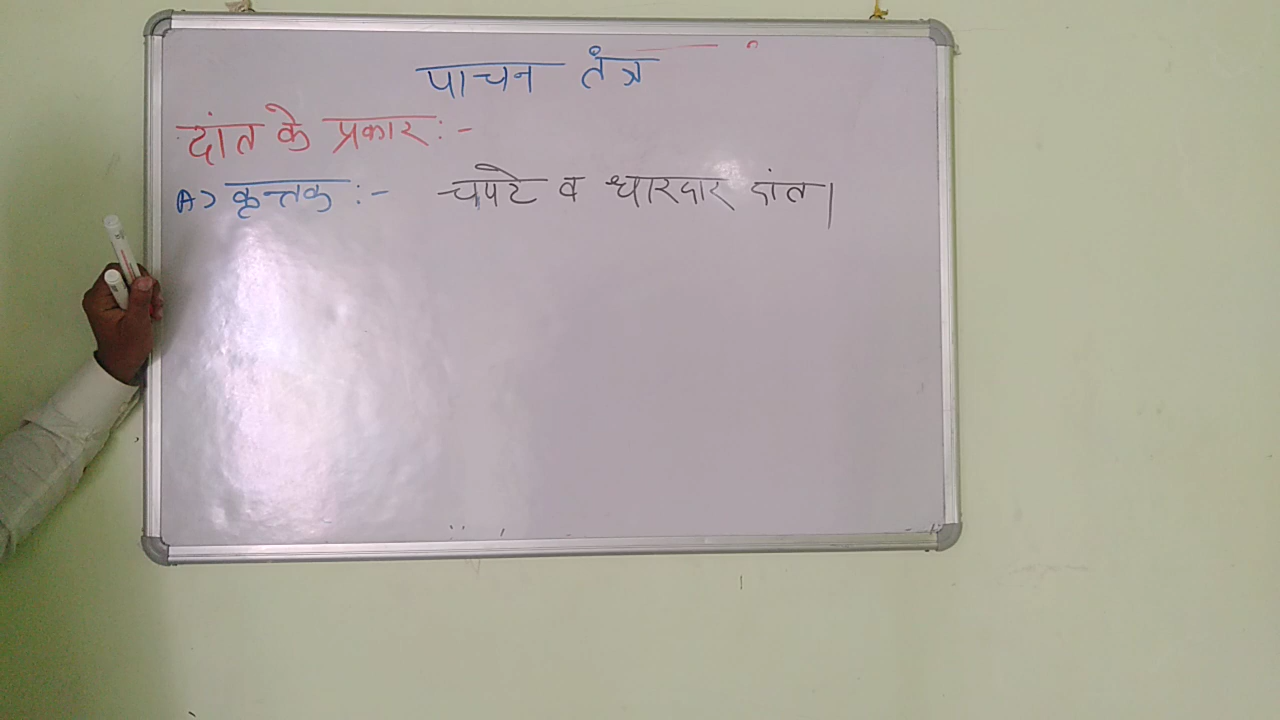 पाचन तंत्र
दांत के प्रकार:-
A> कृन्तक:- चपटे व धारदार दांत।